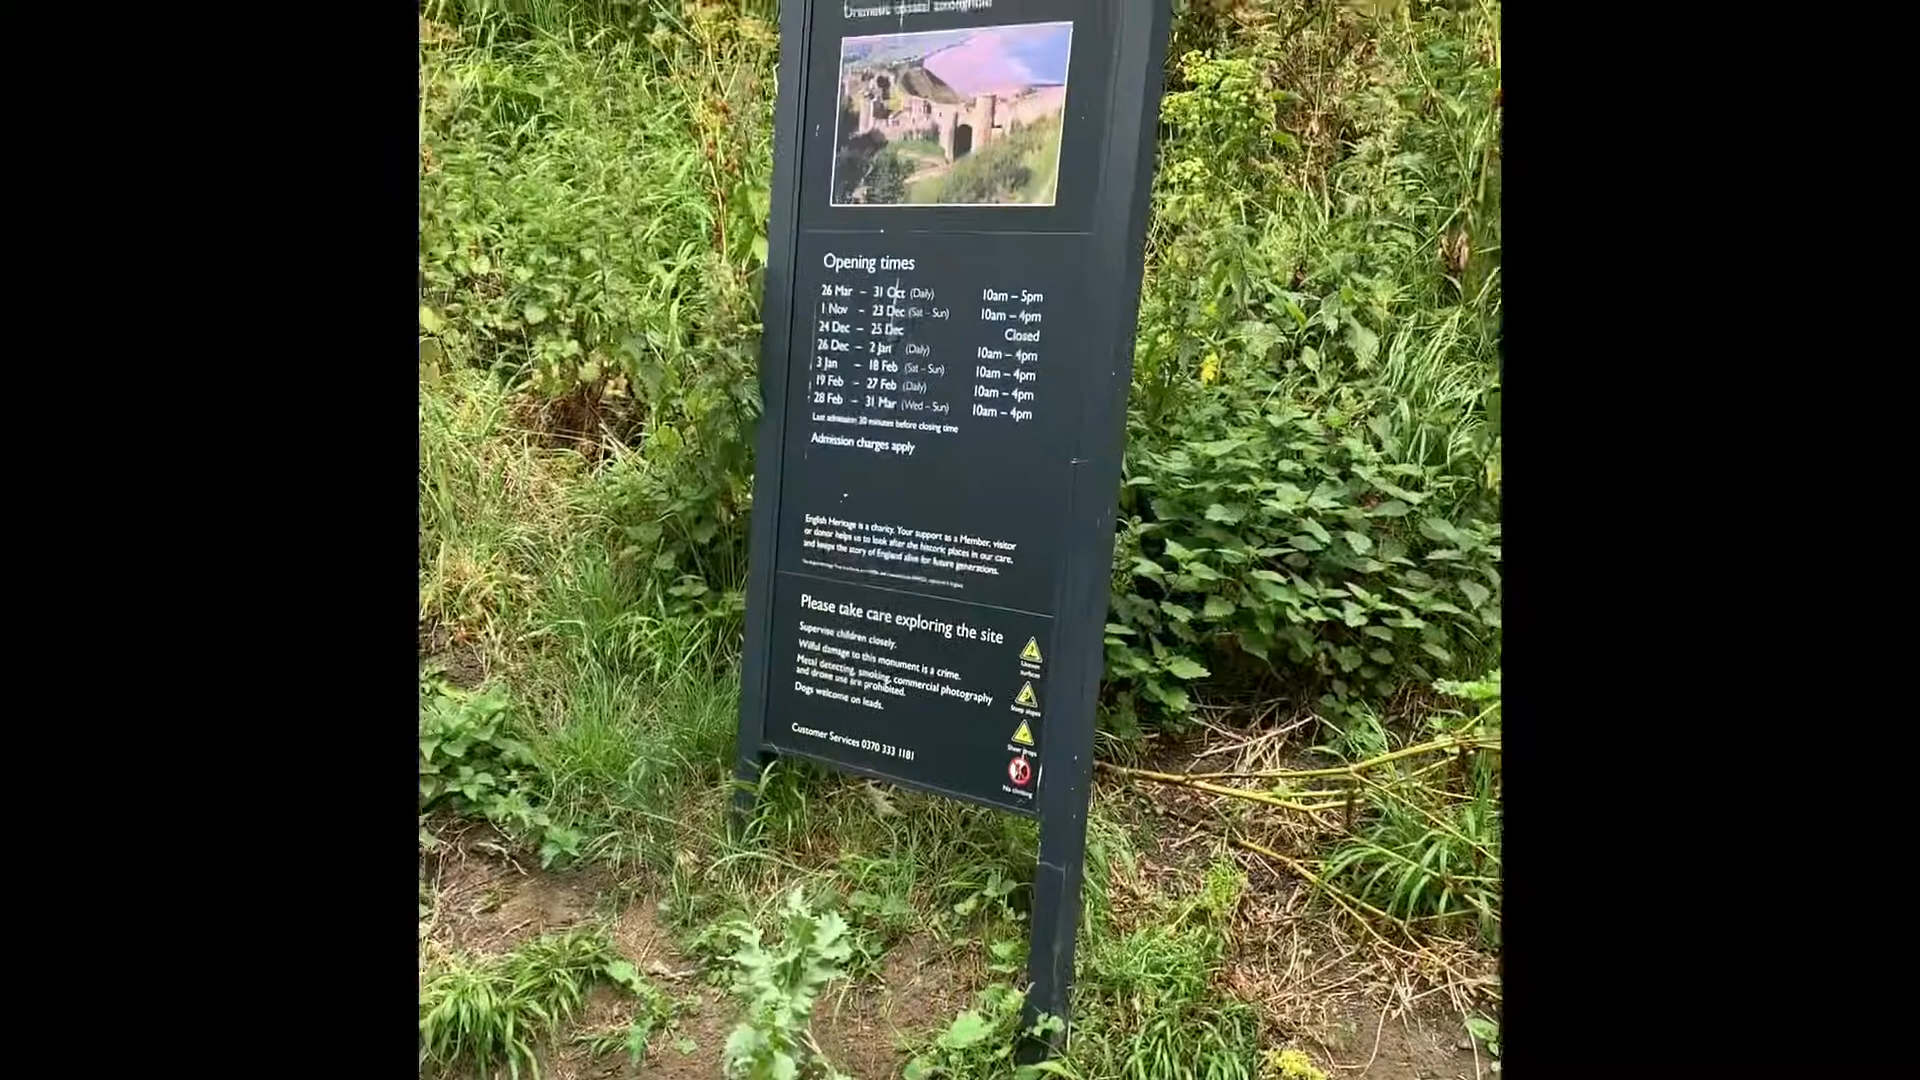 Opening times
26 Mar – 31 Oct (Daily) 10am – 5pm
1 Nov – 23 Dec (Sat – Sun) 10am – 4pm
24 Dec – 25 Dec Closed
26 Dec – 2 Jan (Daily) 10am – 4pm
3 Jan – 18 Feb (Sat – Sun) 10am – 4pm
19 Feb – 27 Feb (Daily) 10am – 4pm
28 Feb – 31 Mar (Wed – Sun) 10am – 4pm
Last admission 30 minutes before closing time
Admission charges apply
English Heritage is a charity. Your support as a Member, visitor
or donor helps us to look after the historic places in our care,
and keeps the story of England alive for future generations.
Please take care exploring the site
Supervise children closely.
Wilful damage to this monument is a crime.
Metal detecting, smoking, commercial photography
and drone use are prohibited.
Dogs welcome on leads.
Customer Services 0370 333 1181
Uneven
surfaces
Steep slopes
Sheer drops
No climbing